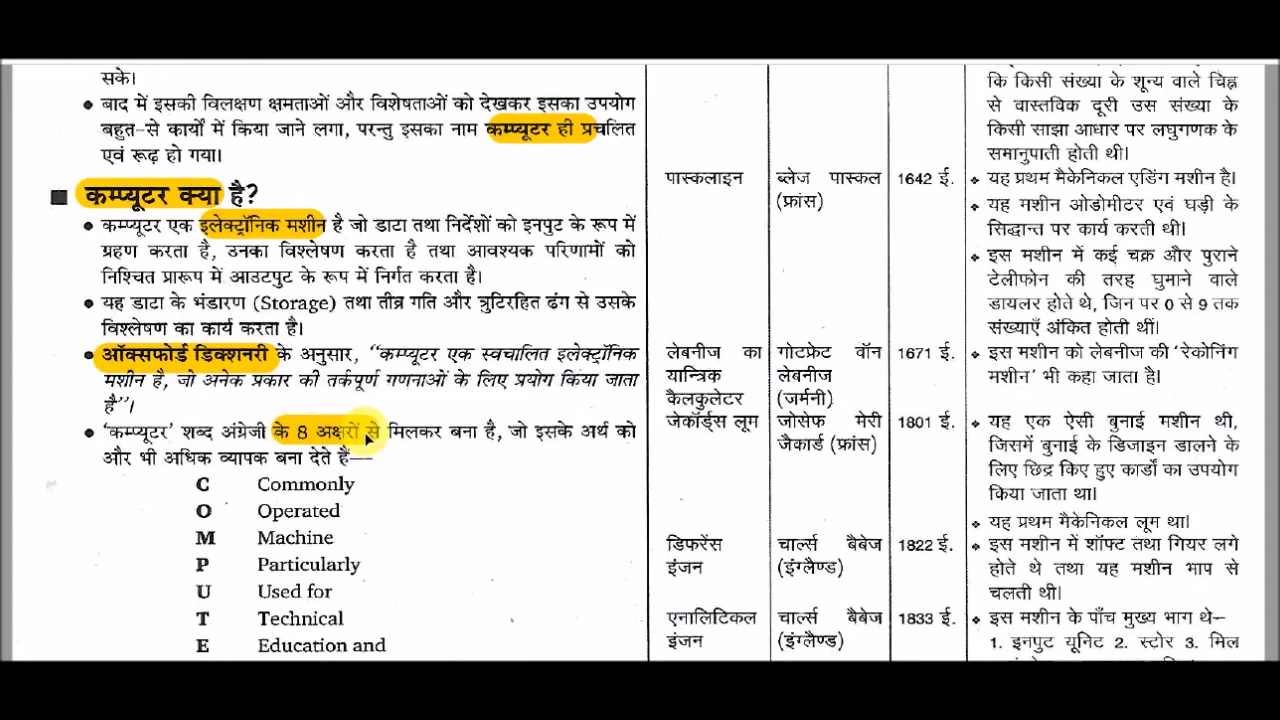 सके।
• बाद में इसकी विलक्षण क्षमताओं और विशेषताओं को देखकर इसका उपयोग
बहुत-से कार्यों में किया जाने लगा, परन्तु इसका नाम कम्प्यूटर ही प्रचलित
एवं रूढ़ हो गया।
■ कम्प्यूटर क्या है?
• कम्प्यूटर एक इलेक्ट्रॉनिक मशीन है जो डाटा तथा निर्देशों को इनपुट के रूप में
ग्रहण करता है, उनका विश्लेषण करता है तथा आवश्यक परिणामों को
निश्चित प्रारूप में आउटपुट के रूप में निर्गत करता है।
• यह डाटा के भंडारण (Storage) तथा तीव्र गति और त्रुटिरहित ढंग से उसके
विश्लेषण का कार्य करता है।
• ऑक्सफोर्ड डिक्शनरी के अनुसार, “कम्प्यूटर एक स्वचालित इलेक्ट्रॉनिक
मशीन है, जो अनेक प्रकार की तर्कपूर्ण गणनाओं के लिए प्रयोग किया जाता
है”।
• ‘कम्प्यूटर’ शब्द अंग्रेजी के 8 अक्षरों से मिलकर बना है, जो इसके अर्थ को
और भी अधिक व्यापक बना देते हैं—
C Commonly
O Operated
M Machine
P Particularly
U Used for
T Technical
E Education and
कि किसी संख्या के शून्य वाले चिह्न
से वास्तविक दूरी उस संख्या के
किसी साझा आधार पर लघुगणक के
समानुपाती होती थी।
पास्कलाइन ब्लेज पास्कल 1642 ई. ❖ यह प्रथम मैकेनिकल एडिंग मशीन है।
(फ्रांस) ❖ यह मशीन ओडोमीटर एवं घड़ी के
सिद्धान्त पर कार्य करती थी।
❖ इस मशीन में कई चक्र और पुराने
टेलीफोन की तरह घुमाने वाले
डायलर होते थे, जिन पर 0 से 9 तक
संख्याएँ अंकित होती थीं।
लेबनीज का गोटफ्रेट वॉन 1671 ई. ❖ इस मशीन को लेबनीज की ‘रेकोनिंग
यान्त्रिक लेबनीज मशीन’ भी कहा जाता है।
कैलकुलेटर (जर्मनी)
जेकॉर्ड्स लूम जोसेफ मेरी 1801 ई. ❖ यह एक ऐसी बुनाई मशीन थी,
जैकार्ड (फ्रांस) जिसमें बुनाई के डिजाइन डालने के
लिए छिद्र किए हुए कार्डों का उपयोग
किया जाता था।
❖ यह प्रथम मैकेनिकल लूम था।
डिफरेंस चार्ल्स बैबेज 1822 ई. ❖ इस मशीन में शॉफ्ट तथा गियर लगे
इंजन (इंग्लैण्ड) होते थे तथा यह मशीन भाप से
चलती थी।
एनालिटिकल चार्ल्स बैबेज 1833 ई. ❖ इस मशीन के पाँच मुख्य भाग थे–
इंजन (इंग्लैण्ड) 1. इनपुट यूनिट 2. स्टोर 3. मिल